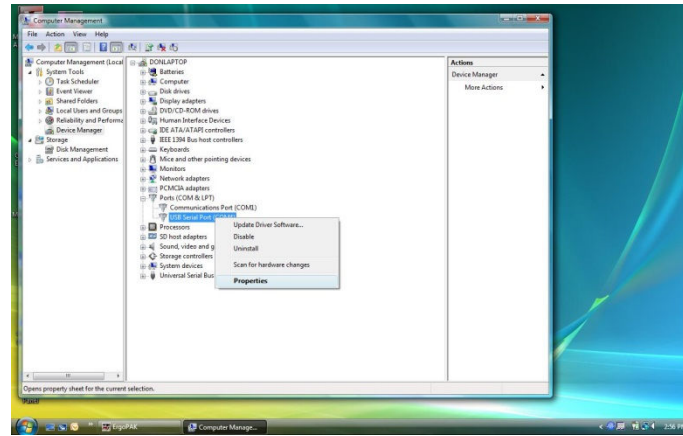 Computer Management
File Action View Help
Computer Management (Local
System Tools
Task Scheduler
Event Viewer
Shared Folders
Local Users and Groups
Reliability and Performa
Device Manager
Storage
Disk Management
Services and Applications
DONLAPTOP
Batteries
Computer
Disk drives
Display adapters
DVD/CD-ROM drives
Human Interface Devices
IDE ATA/ATAPI controllers
IEEE 1394 Bus host controllers
Keyboards
Mice and other pointing devices
Monitors
Network adapters
PCMCIA adapters
Ports (COM & LPT)
Communications Port (COM1)
USB Serial Port
Processors
SD host adapters
Sound, video and g
Storage controllers
System devices
Universal Serial Bus
Update Driver Software...
Disable
Uninstall
Scan for hardware changes
Properties
Actions
Device Manager
More Actions
Opens property sheet for the current selection.
ErgoPAK
Computer Manage...
2:56 PM